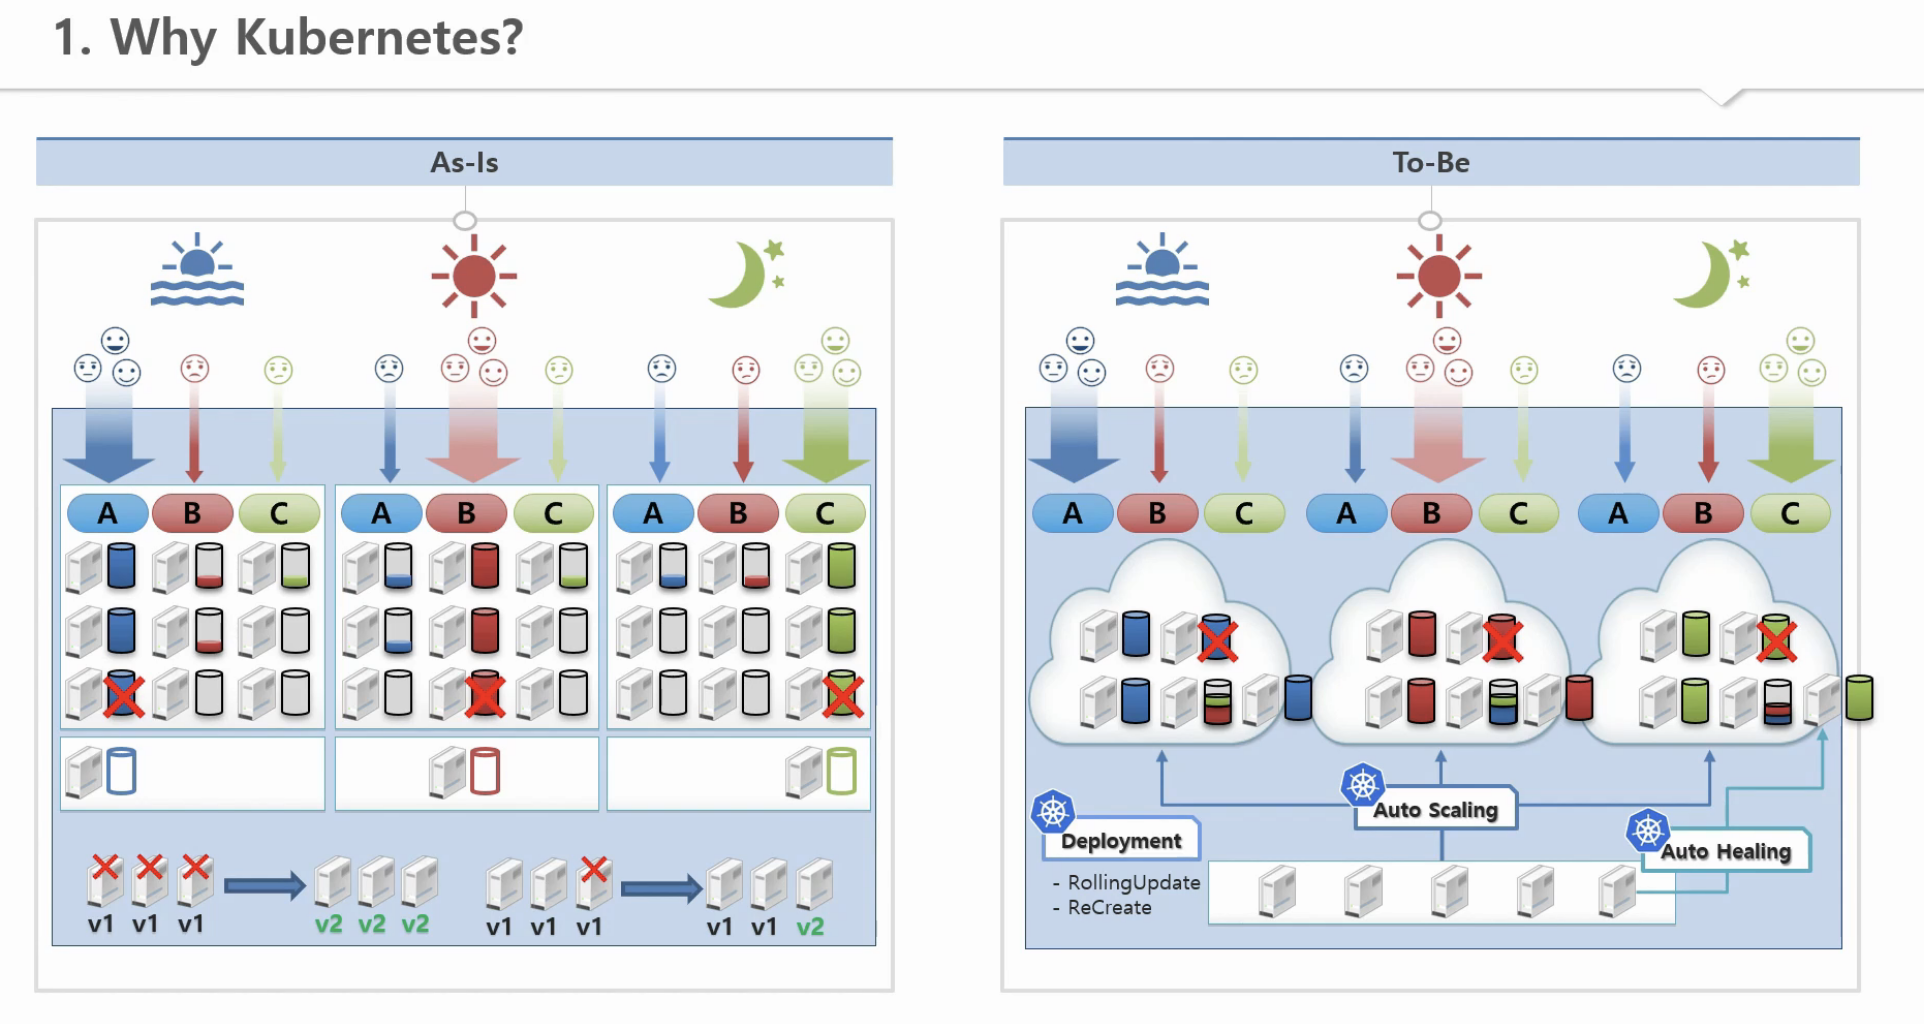 1. Why Kubernetes?
As-Is
A B C A B C A B C
v1 v1 v1 v2 v2 v2 v1 v1 v1 v1 v1 v2
To-Be
A B C A B C A B C
Auto Scaling
Deployment
Auto Healing
- RollingUpdate
- ReCreate